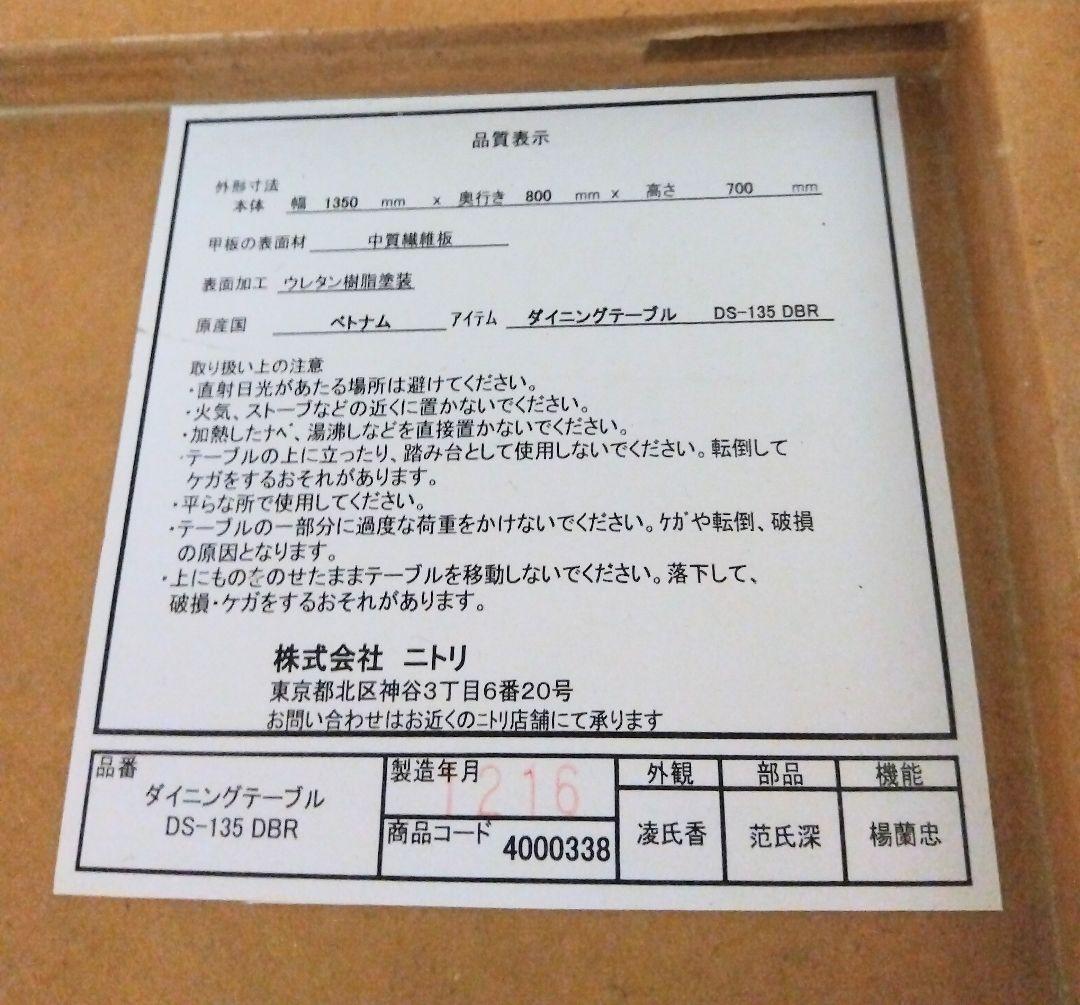 品質表示
外形寸法
本体 幅 1350 mm x 奥行き 800 mm x 高さ 700 mm
甲板の表面材 中質繊維板
表面加工 ウレタン樹脂塗装
原産国 ベトナム ｱｲﾃﾑ ダイニングテーブル DS-135 DBR
取り扱い上の注意
・直射日光があたる場所は避けてください。
・火気、ストーブなどの近くに置かないでください。
・加熱したﾅﾍﾞ、湯沸しなどを直接置かないでください。
・テーブルの上に立ったり、踏み台として使用しないでください。転倒して
ケガをするおそれがあります。
・平らな所で使用してください。
・テーブルの一部分に過度な荷重をかけないでください。ｹｶﾞや転倒、破損
の原因となります。
・上にものをのせたままテーブルを移動しないでください。落下して、
破損・ケガをするおそれがあります。
株式会社 ニトリ
東京都北区神谷3丁目6番20号
お問い合わせはお近くのﾆﾄﾘ店舗にて承ります
品番
ダイニングテーブル
DS-135 DBR
製造年月 1216
商品コード 4000338
外観 部品 機能
凌氏香 范氏深 楊蘭忠